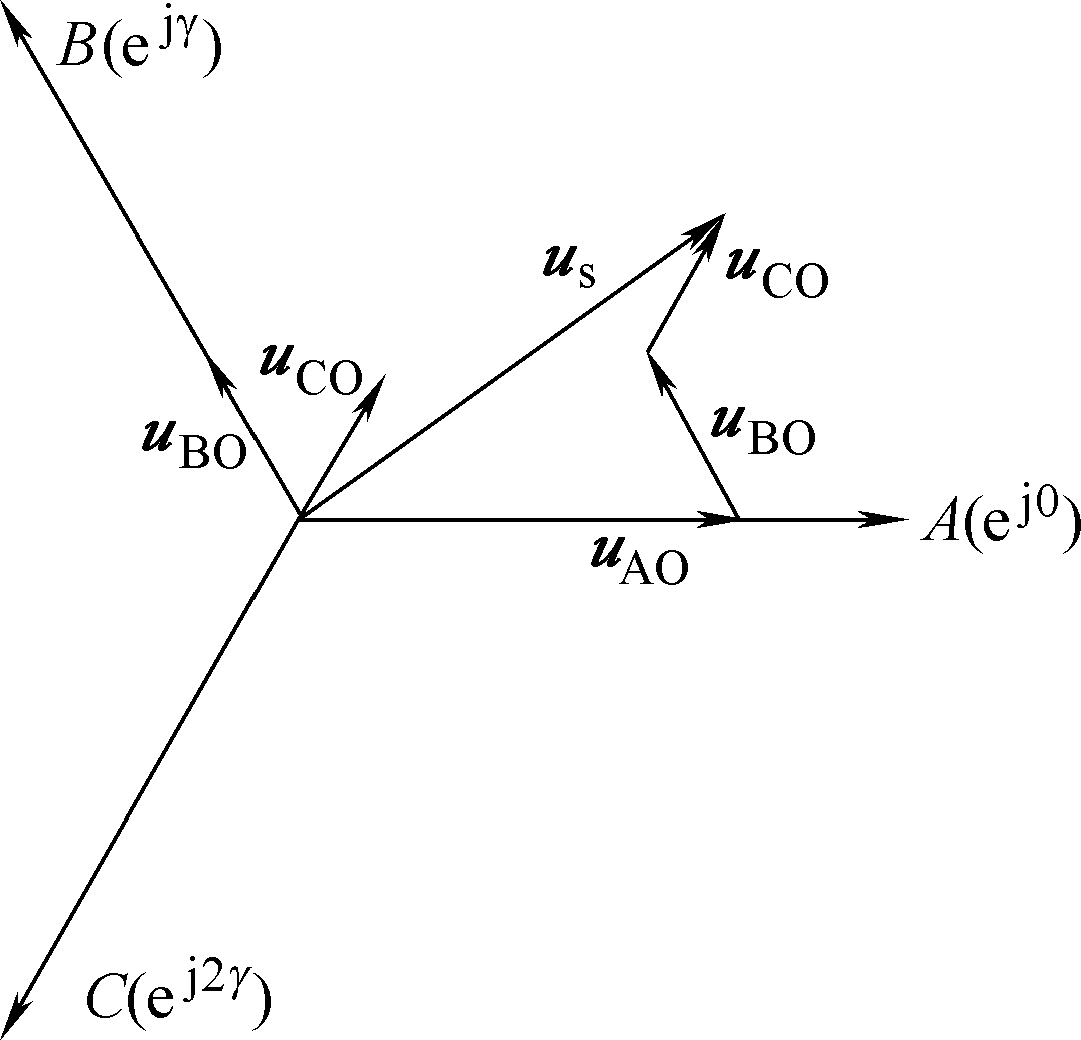 B(e^jγ)
u_s
u_CO
u_CO
u_BO
u_BO
A(e^j0)
u_AO
C(e^j2γ)